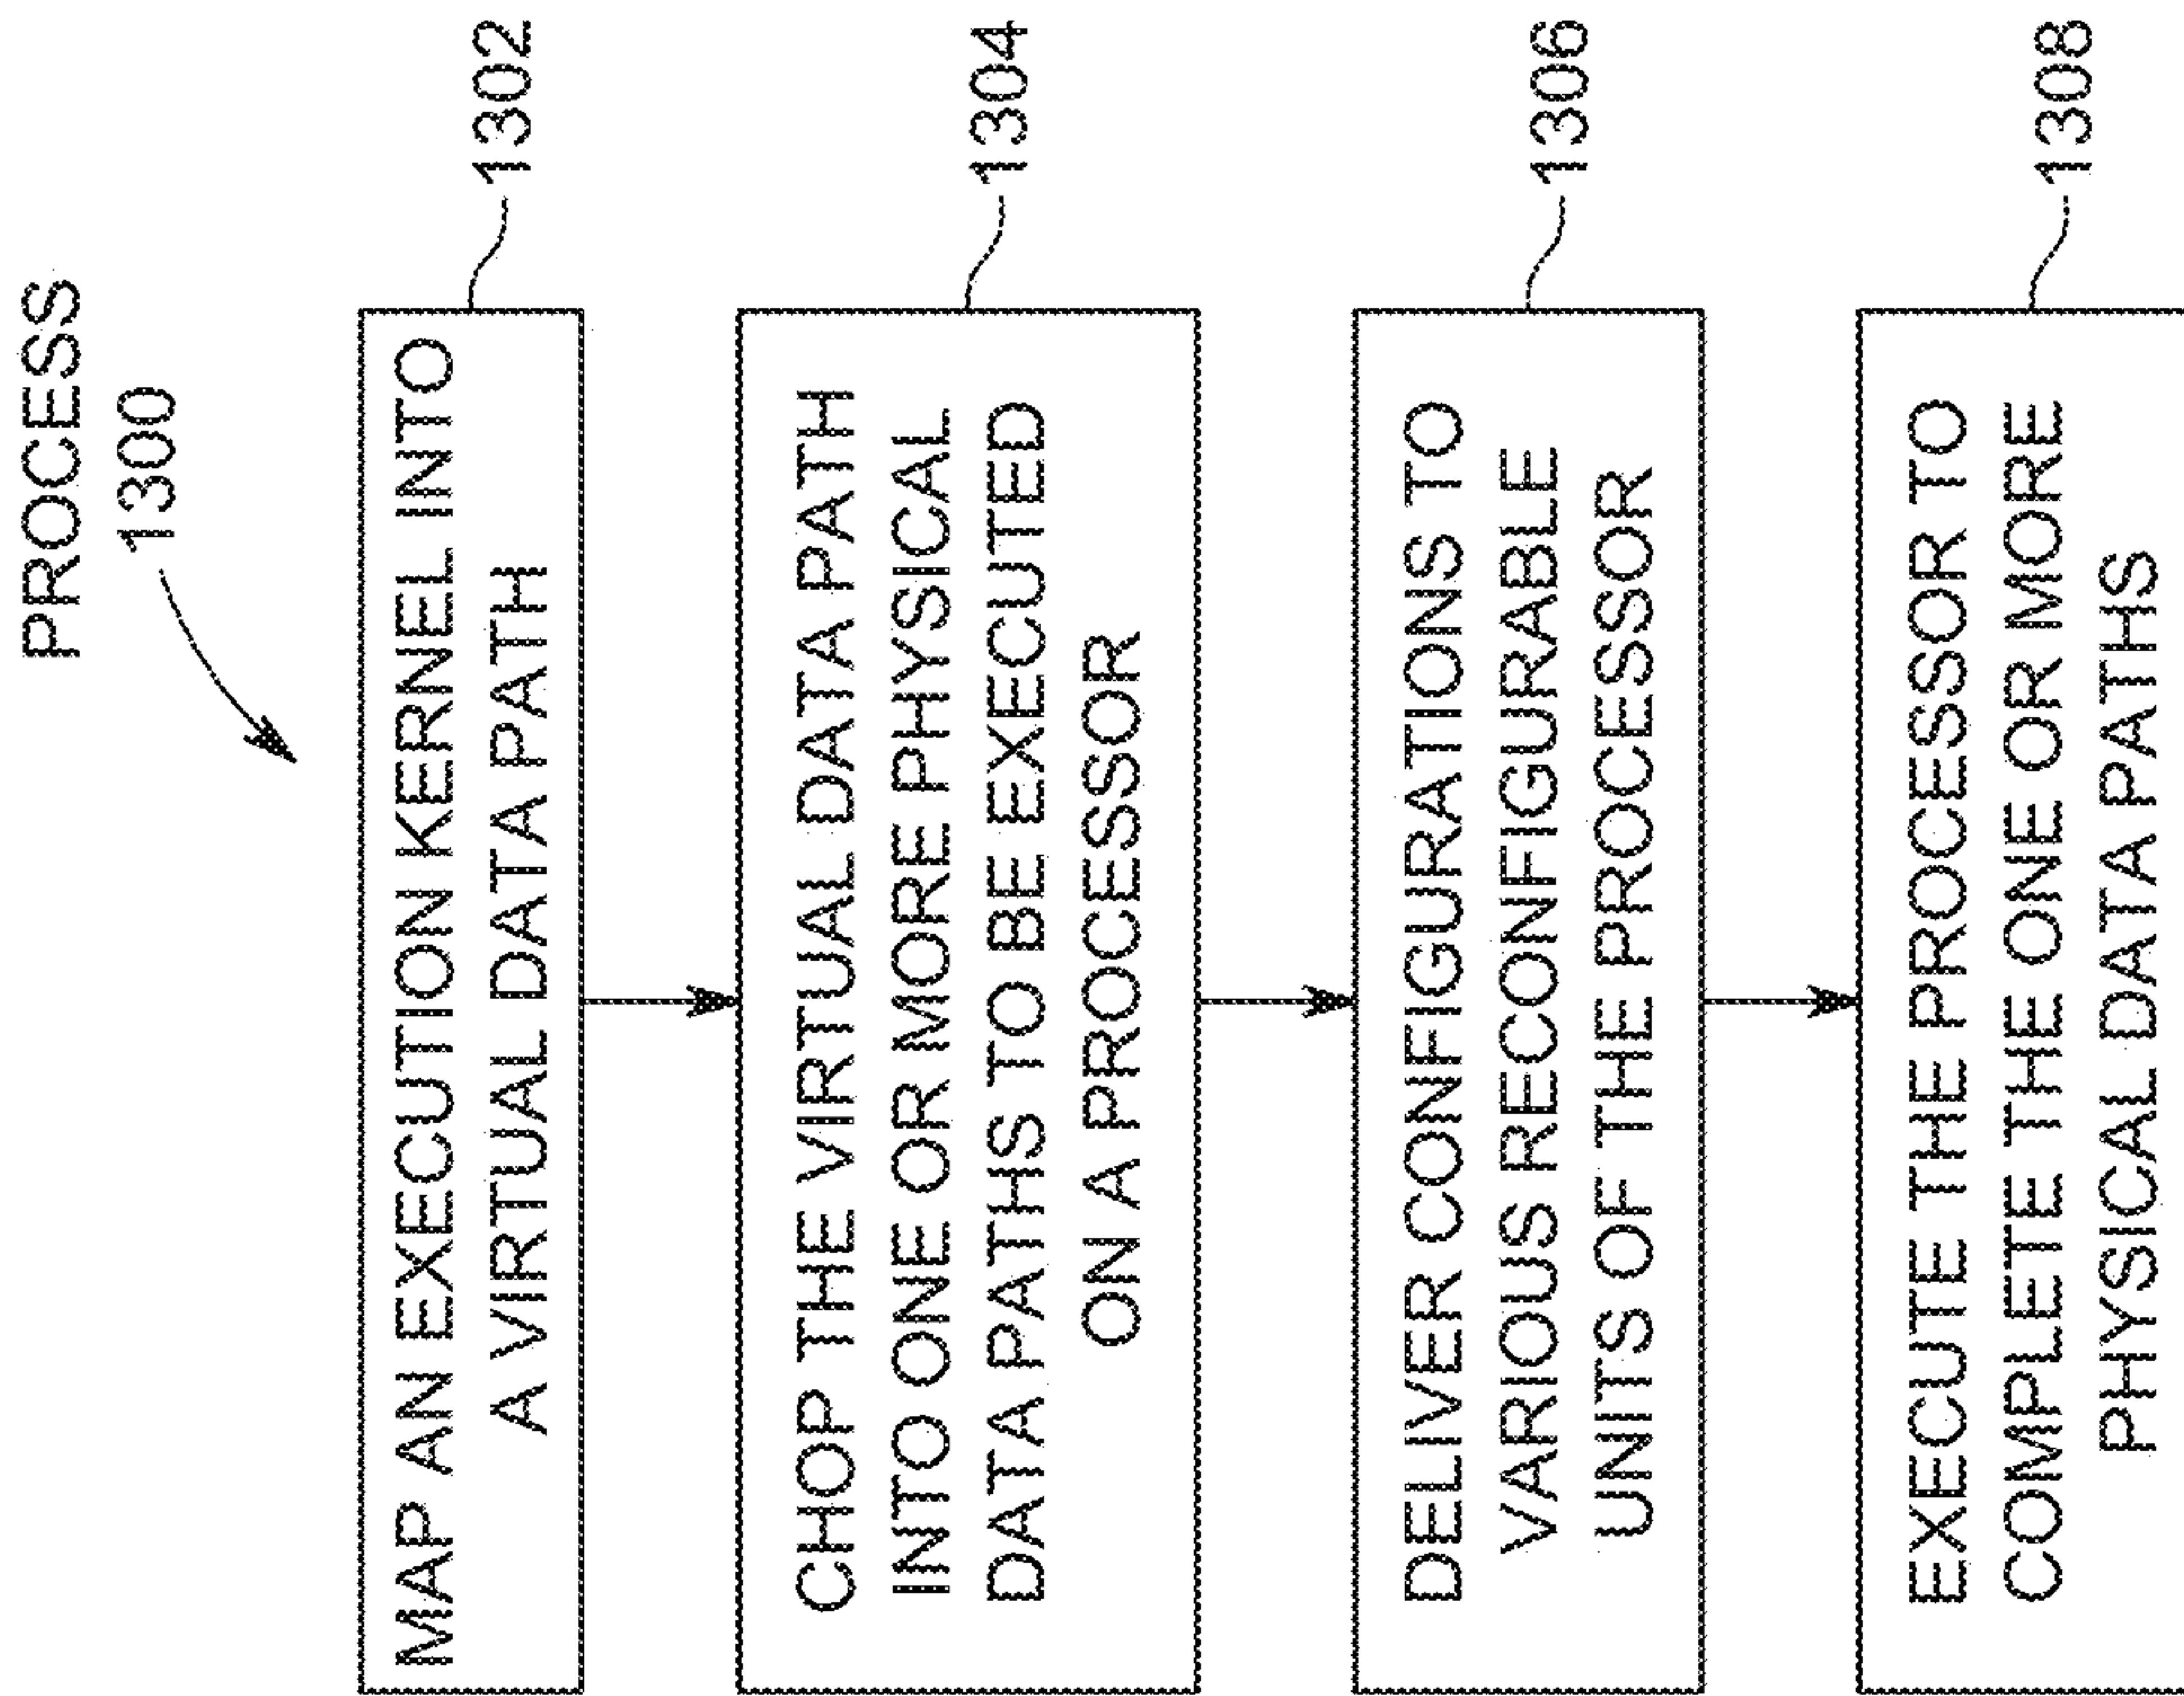 PROCESS
1300
MAP AN EXECUTION KERNEL INTO
A VIRTUAL DATA PATH
1302
CHOP THE VIRTUAL DATA PATH
INTO ONE OR MORE PHYSICAL
DATA PATHS TO BE EXECUTED
ON A PROCESSOR
1304
DELIVER CONFIGURATIONS TO
VARIOUS RECONFIGURABLE
UNITS OF THE PROCESSOR
1306
EXECUTE THE PROCESSOR TO
COMPLETE THE ONE OR MORE
PHYSICAL DATA PATHS
1308